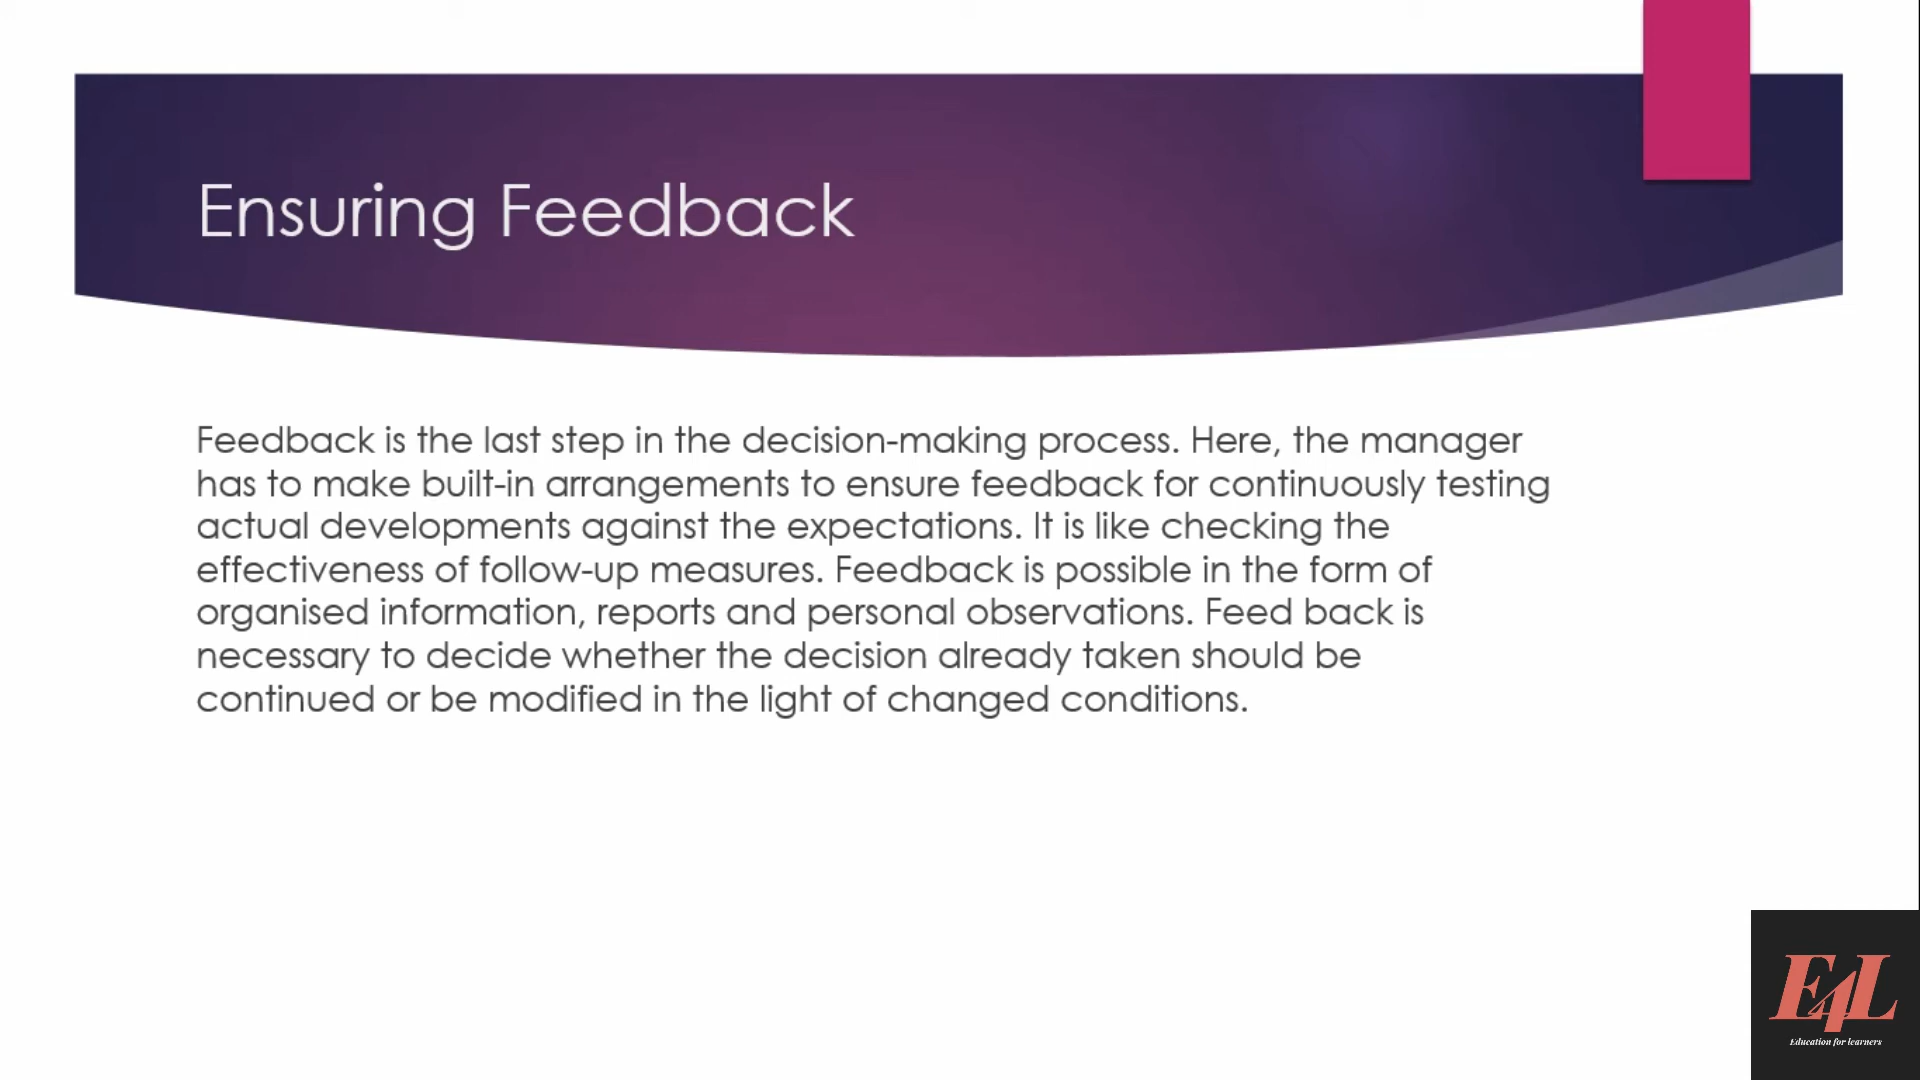 Ensuring Feedback
Feedback is the last step in the decision-making process. Here, the manager
has to make built-in arrangements to ensure feedback for continuously testing
actual developments against the expectations. It is like checking the
effectiveness of follow-up measures. Feedback is possible in the form of
organised information, reports and personal observations. Feed back is
necessary to decide whether the decision already taken should be
continued or be modified in the light of changed conditions.
E4L
Education for learners